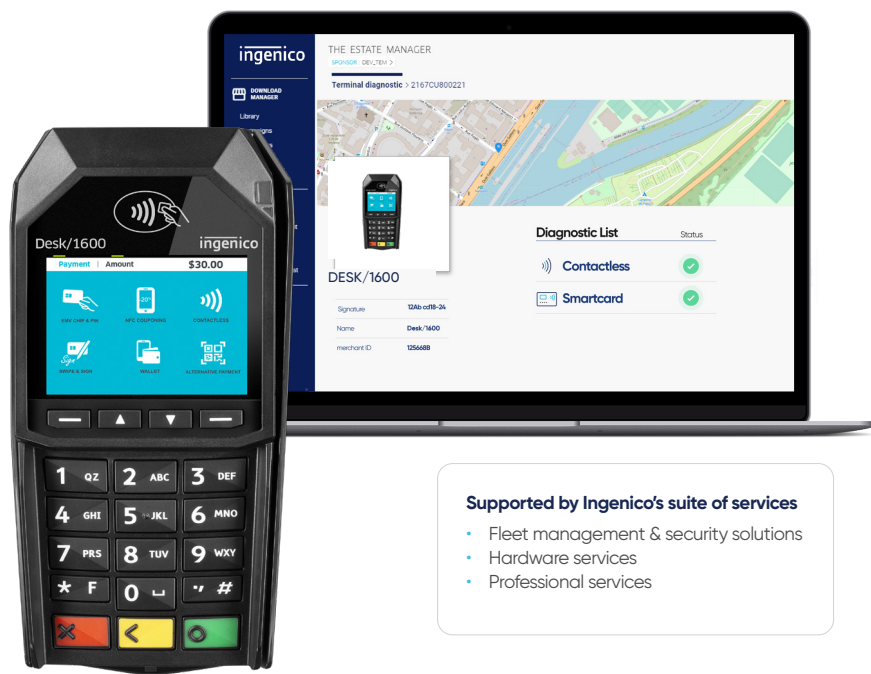 ingenico
THE ESTATE MANAGER
SPONSOR / DEV_TEM >
Terminal diagnostic > 2167CU800221
DOWNLOAD
MANAGER
Library
DESK/1600
Signature 12Ab cd18-24
Name Desk/1600
merchant ID 125668B
Diagnostic List Status
Contactless
Smartcard
Desk/1600 ingenico
Payment | Amount $30.00
EMV CHIP & PIN NFC COUPONING CONTACTLESS
Sign
SWIPE & SIGN WALLET ALTERNATIVE PAYMENT
1 QZ 2 ABC 3 DEF
4 GHI 5 JKL 6 MNO
7 PRS 8 TUV 9 WXY
* F 0 ., #
Supported by Ingenico's suite of services
• Fleet management & security solutions
• Hardware services
• Professional services